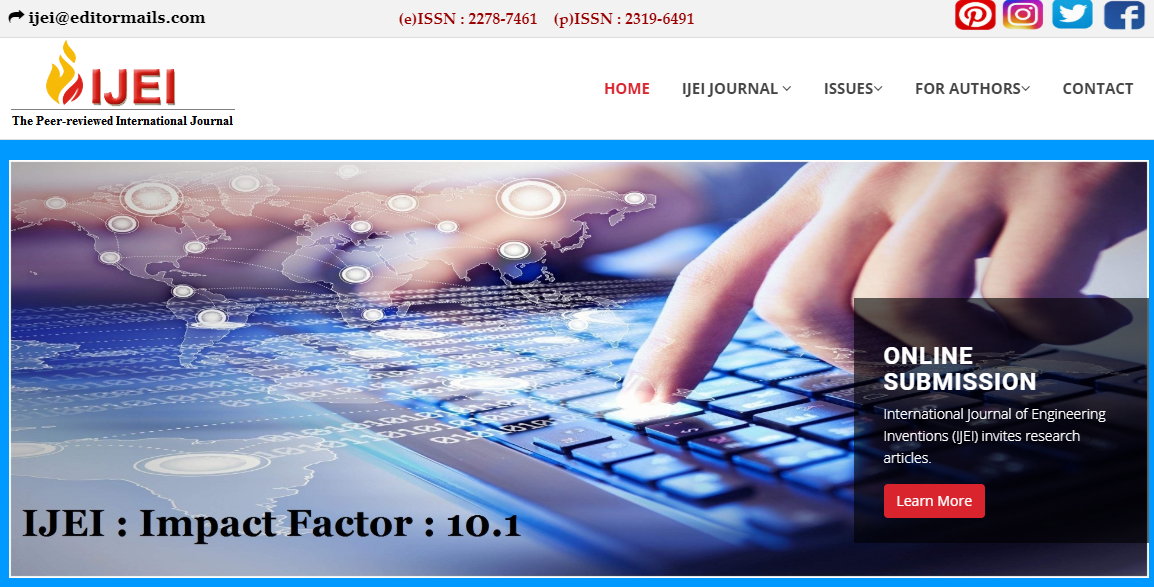 ijei@editormails.com
(e)ISSN : 2278-7461 (p)ISSN : 2319-6491
IJEI
The Peer-reviewed International Journal
HOME IJEI JOURNAL ISSUES FOR AUTHORS CONTACT
ONLINE
SUBMISSION
International Journal of Engineering
Inventions (IJEI) invites research
articles.
Learn More
IJEI : Impact Factor : 10.1